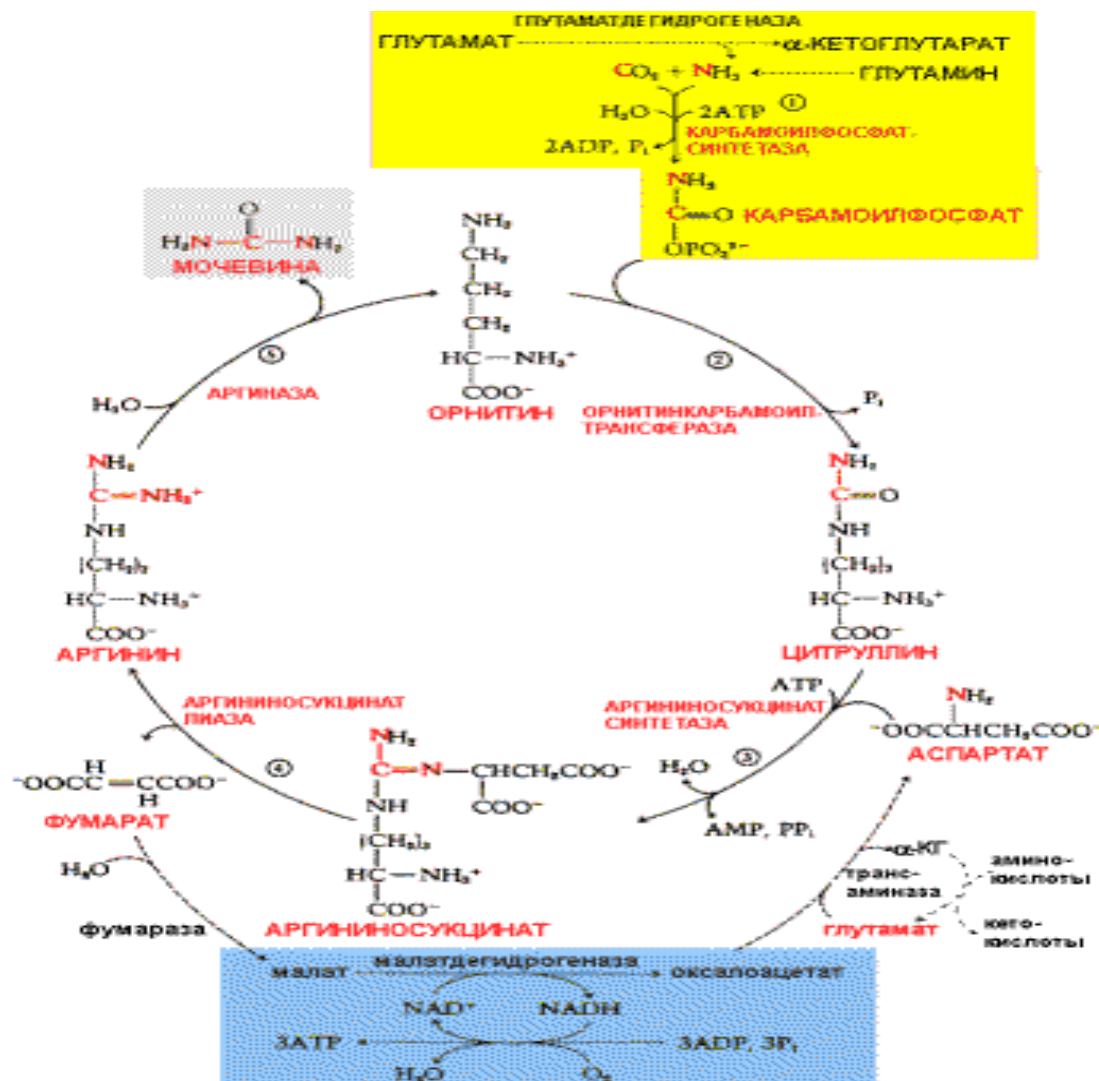 ГЛУТАМАТДЕГИДРОГЕНАЗА
ГЛУТАМАТ
α-КЕТОГЛУТАРАТ
CO₂ + NH₃
ГЛУТАМИН
H₂O
2ATP
①
КАРБАМОИЛФОСФАТ-
СИНТЕТАЗА
2ADP, Pᵢ
NH₂
C=O
КАРБАМОИЛФОСФАТ
OPO₃²⁻
O
H₂N—C—NH₂
МОЧЕВИНА
NH₂
CH₂
CH₂
CH₂
HC—NH₃⁺
COO⁻
ОРНИТИН
⑤
АРГИНАЗА
H₂O
②
ОРНИТИНКАРБАМОИЛ-
ТРАНСФЕРАЗА
Pᵢ
NH₂
C=NH₂⁺
NH
(CH₂)₃
HC—NH₃⁺
COO⁻
АРГИНИН
NH₂
C=O
NH
(CH₂)₃
HC—NH₃⁺
COO⁻
ЦИТРУЛЛИН
АРГИНИНОСУКЦИНАТ
ЛИАЗА
④
АРГИНИНОСУКЦИНАТ
СИНТЕТАЗА
ATP
③
H₂O
AMP, PPᵢ
NH₂
⁻OOCCHCH₂COO⁻
АСПАРТАТ
H
⁻OOCC=CCOO⁻
H
ФУМАРАТ
H₂O
фумараза
NH₂
C=N—CHCH₂COO⁻
COO⁻
NH
(CH₂)₃
HC—NH₃⁺
COO⁻
АРГИНИНОСУКЦИНАТ
α-КГ
транс-
аминаза
глутамат
амино-
кислоты
кето-
кислоты
малат
малатдегидрогеназа
оксалоацетат
NAD⁺
NADH
3ATP
3ADP, 3Pᵢ
H₂O
O₂